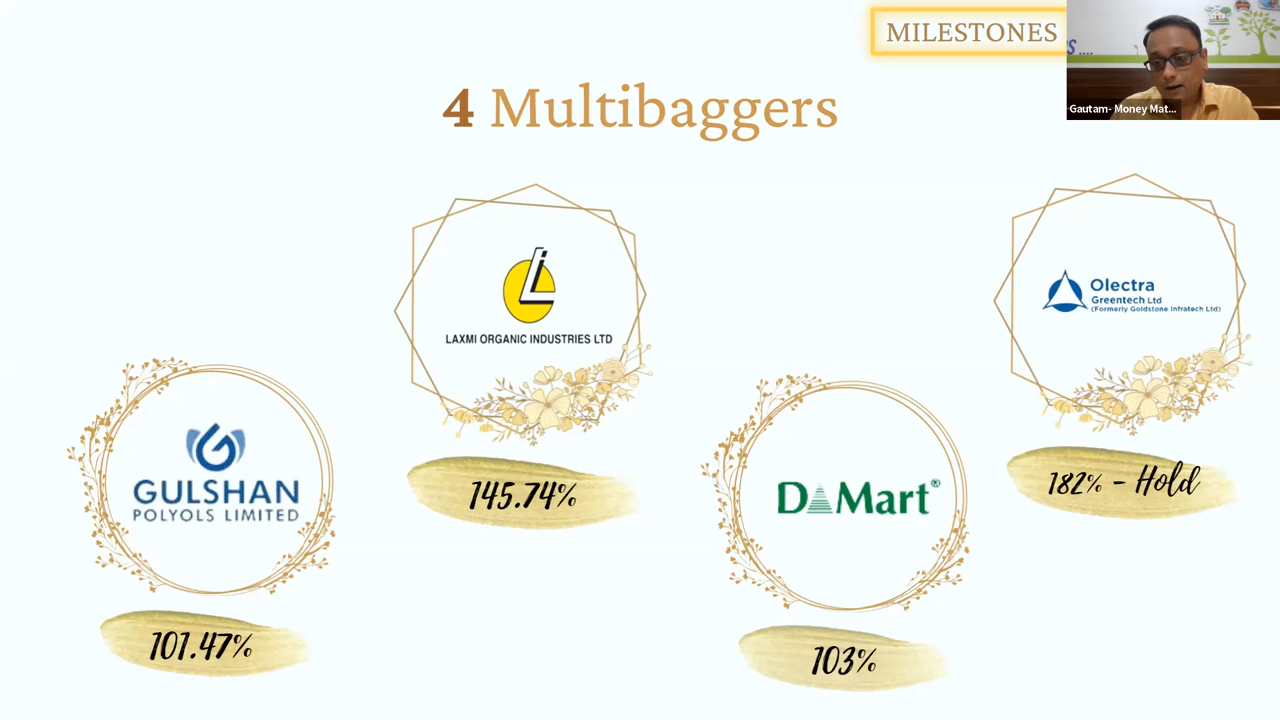 MILESTONES
S ....
Gautam- Money Mat...
4 Multibaggers
LAXMI ORGANIC INDUSTRIES LTD
145.74%
Olectra
Greentech Ltd
(Formerly Goldstone Infratech Ltd)
182% - Hold
GULSHAN
POLYOLS LIMITED
101.47%
D Mart®
103%